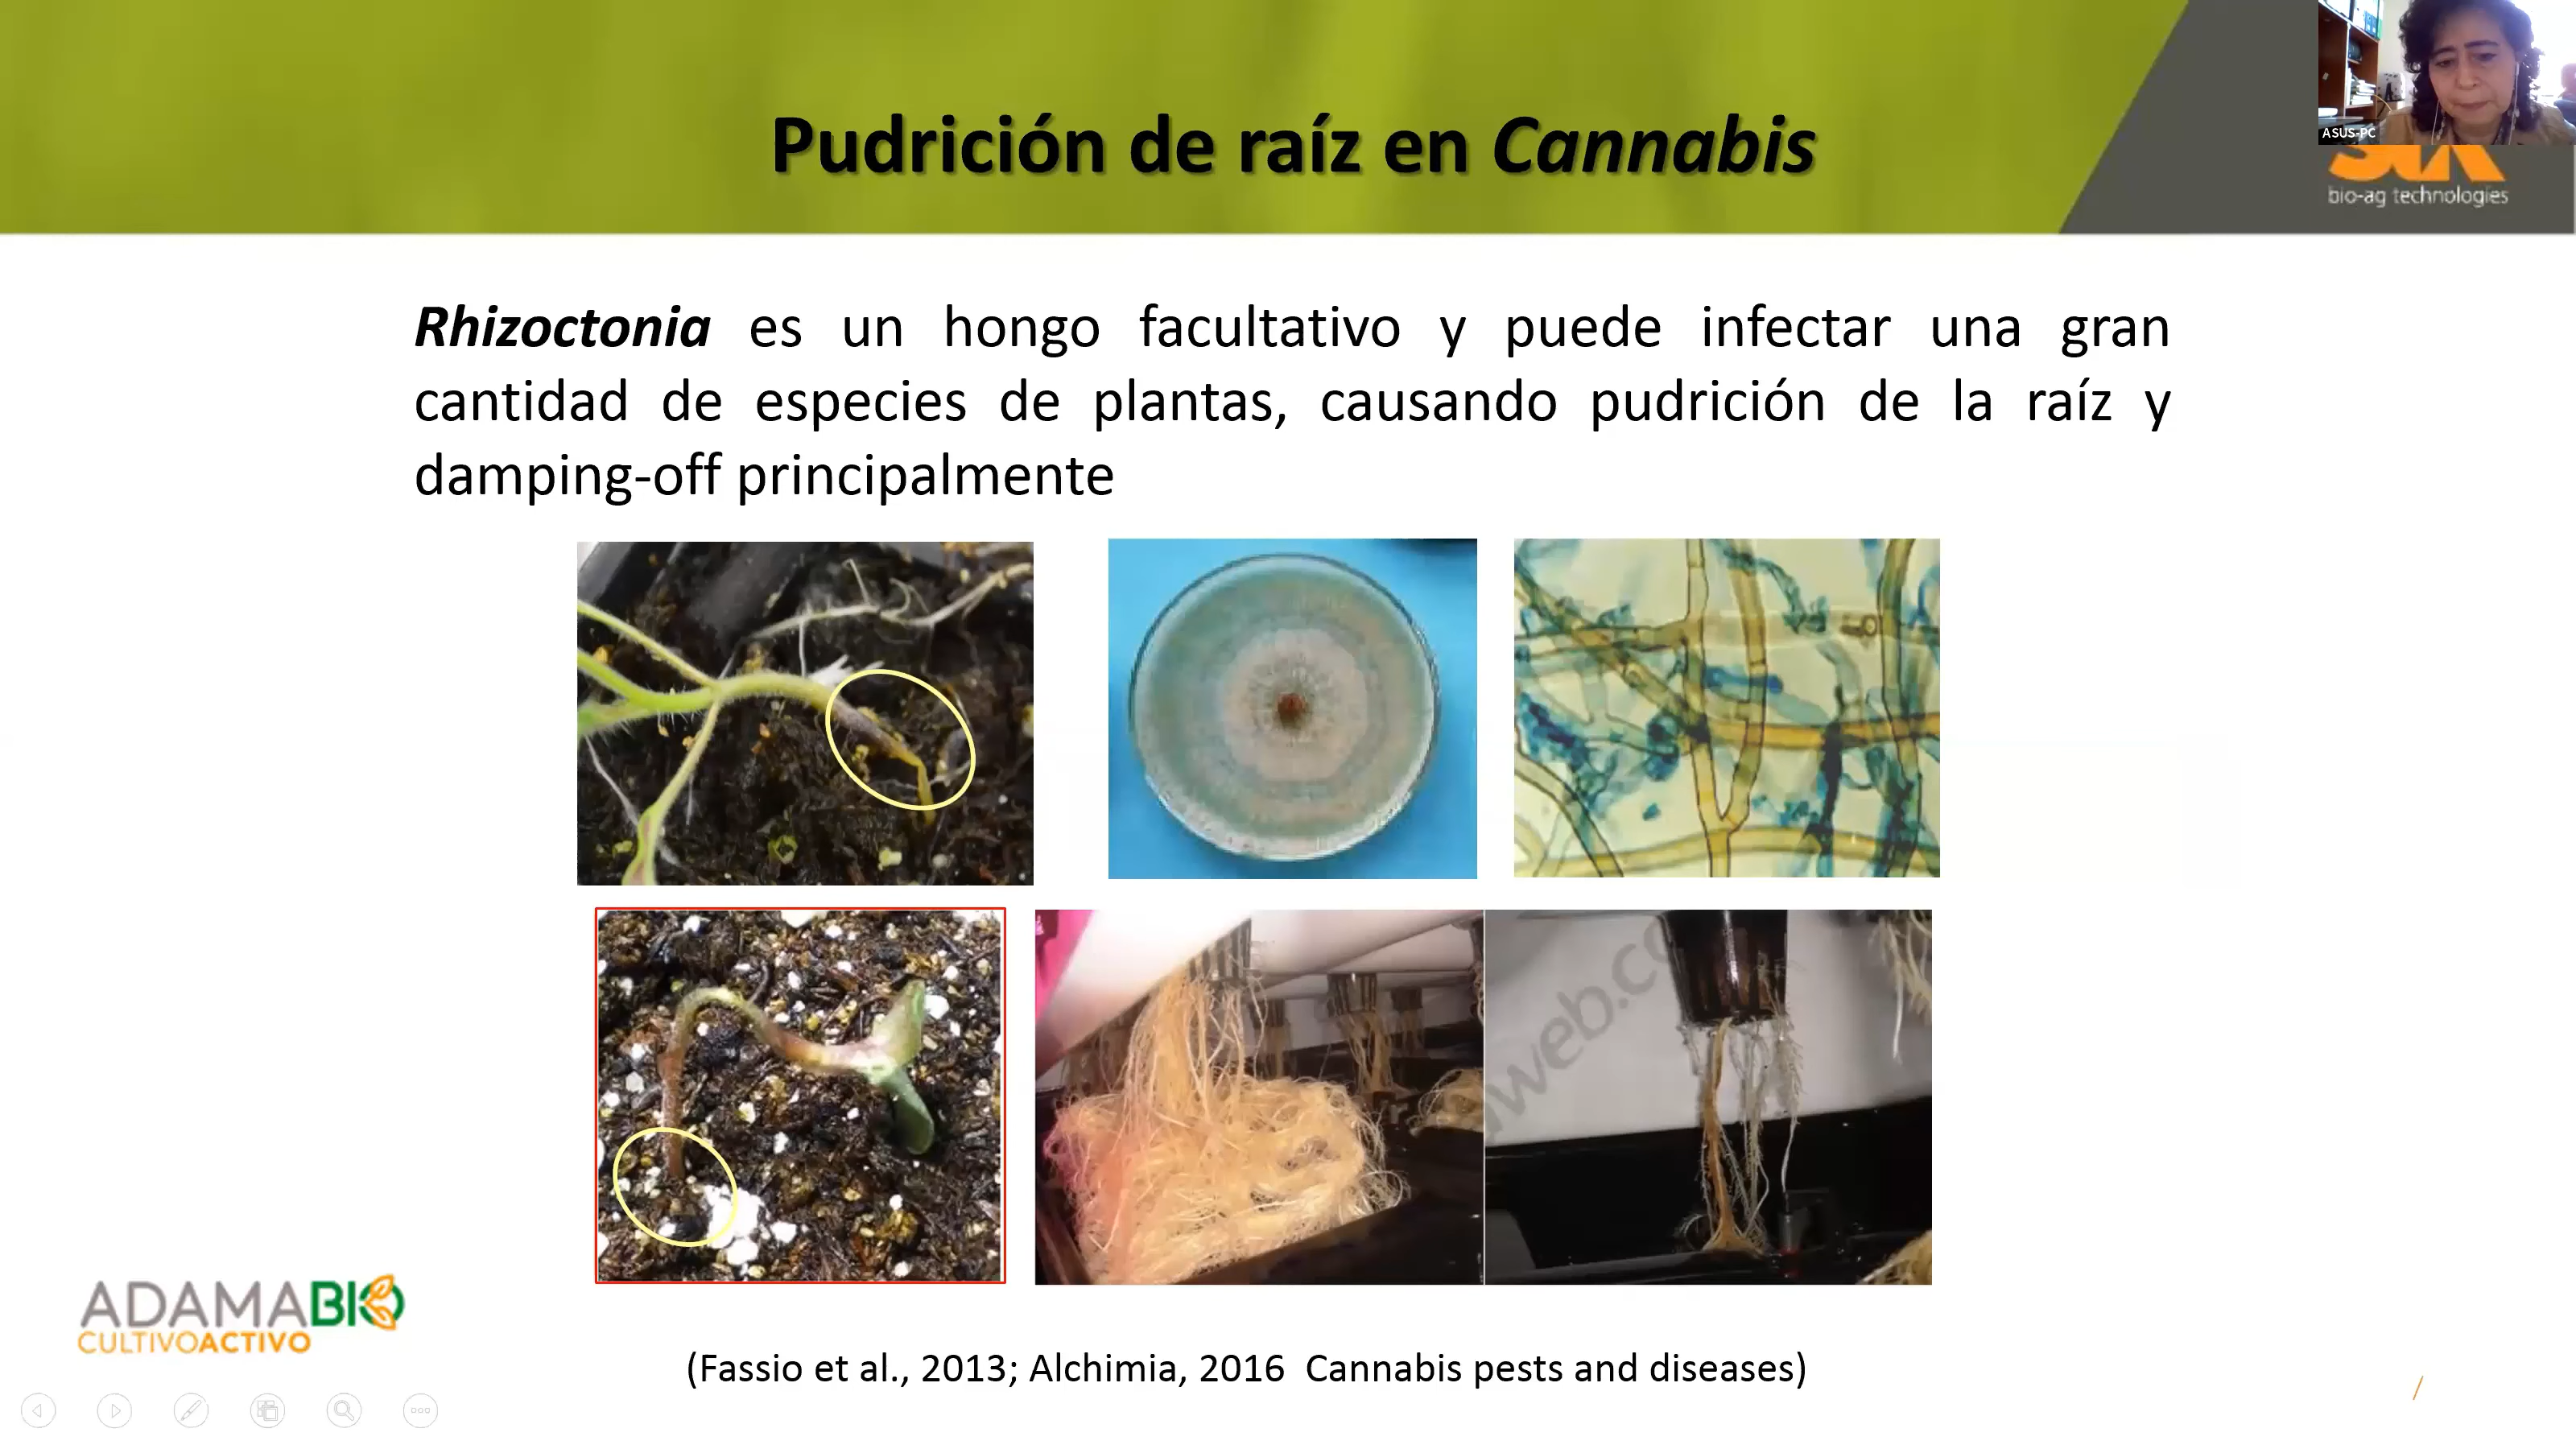 Pudrición de raíz en Cannabis
ASUS-PC
bio-ag technologies
Rhizoctonia es un hongo facultativo y puede infectar una gran
cantidad de especies de plantas, causando pudrición de la raíz y
damping-off principalmente
ADAMABIO
CULTIVOACTIVO
(Fassio et al., 2013; Alchimia, 2016 Cannabis pests and diseases)
/